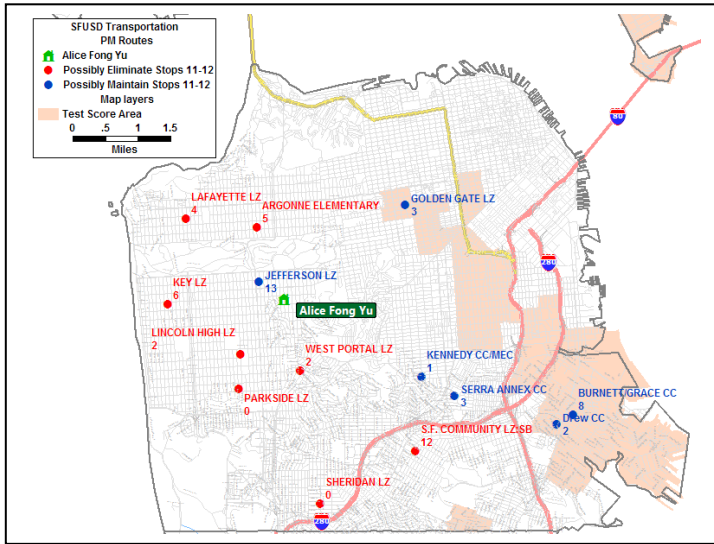 SFUSD Transportation
PM Routes
Alice Fong Yu
Possibly Eliminate Stops 11-12
Possibly Maintain Stops 11-12
Map layers
Test Score Area
0 .5 1 1.5
Miles
80
LAFAYETTE LZ
4
ARGONNE ELEMENTARY
5
GOLDEN GATE LZ
3
280
JEFFERSON LZ
13
KEY LZ
6
Alice Fong Yu
LINCOLN HIGH LZ
2
WEST PORTAL LZ
2
KENNEDY CC/MEC
1
SERRA ANNEX CC
3
PARKSIDE LZ
0
BURNETT/GRACE CC
8
Drew CC
2
S.F. COMMUNITY LZ:SB
12
SHERIDAN LZ
0
280